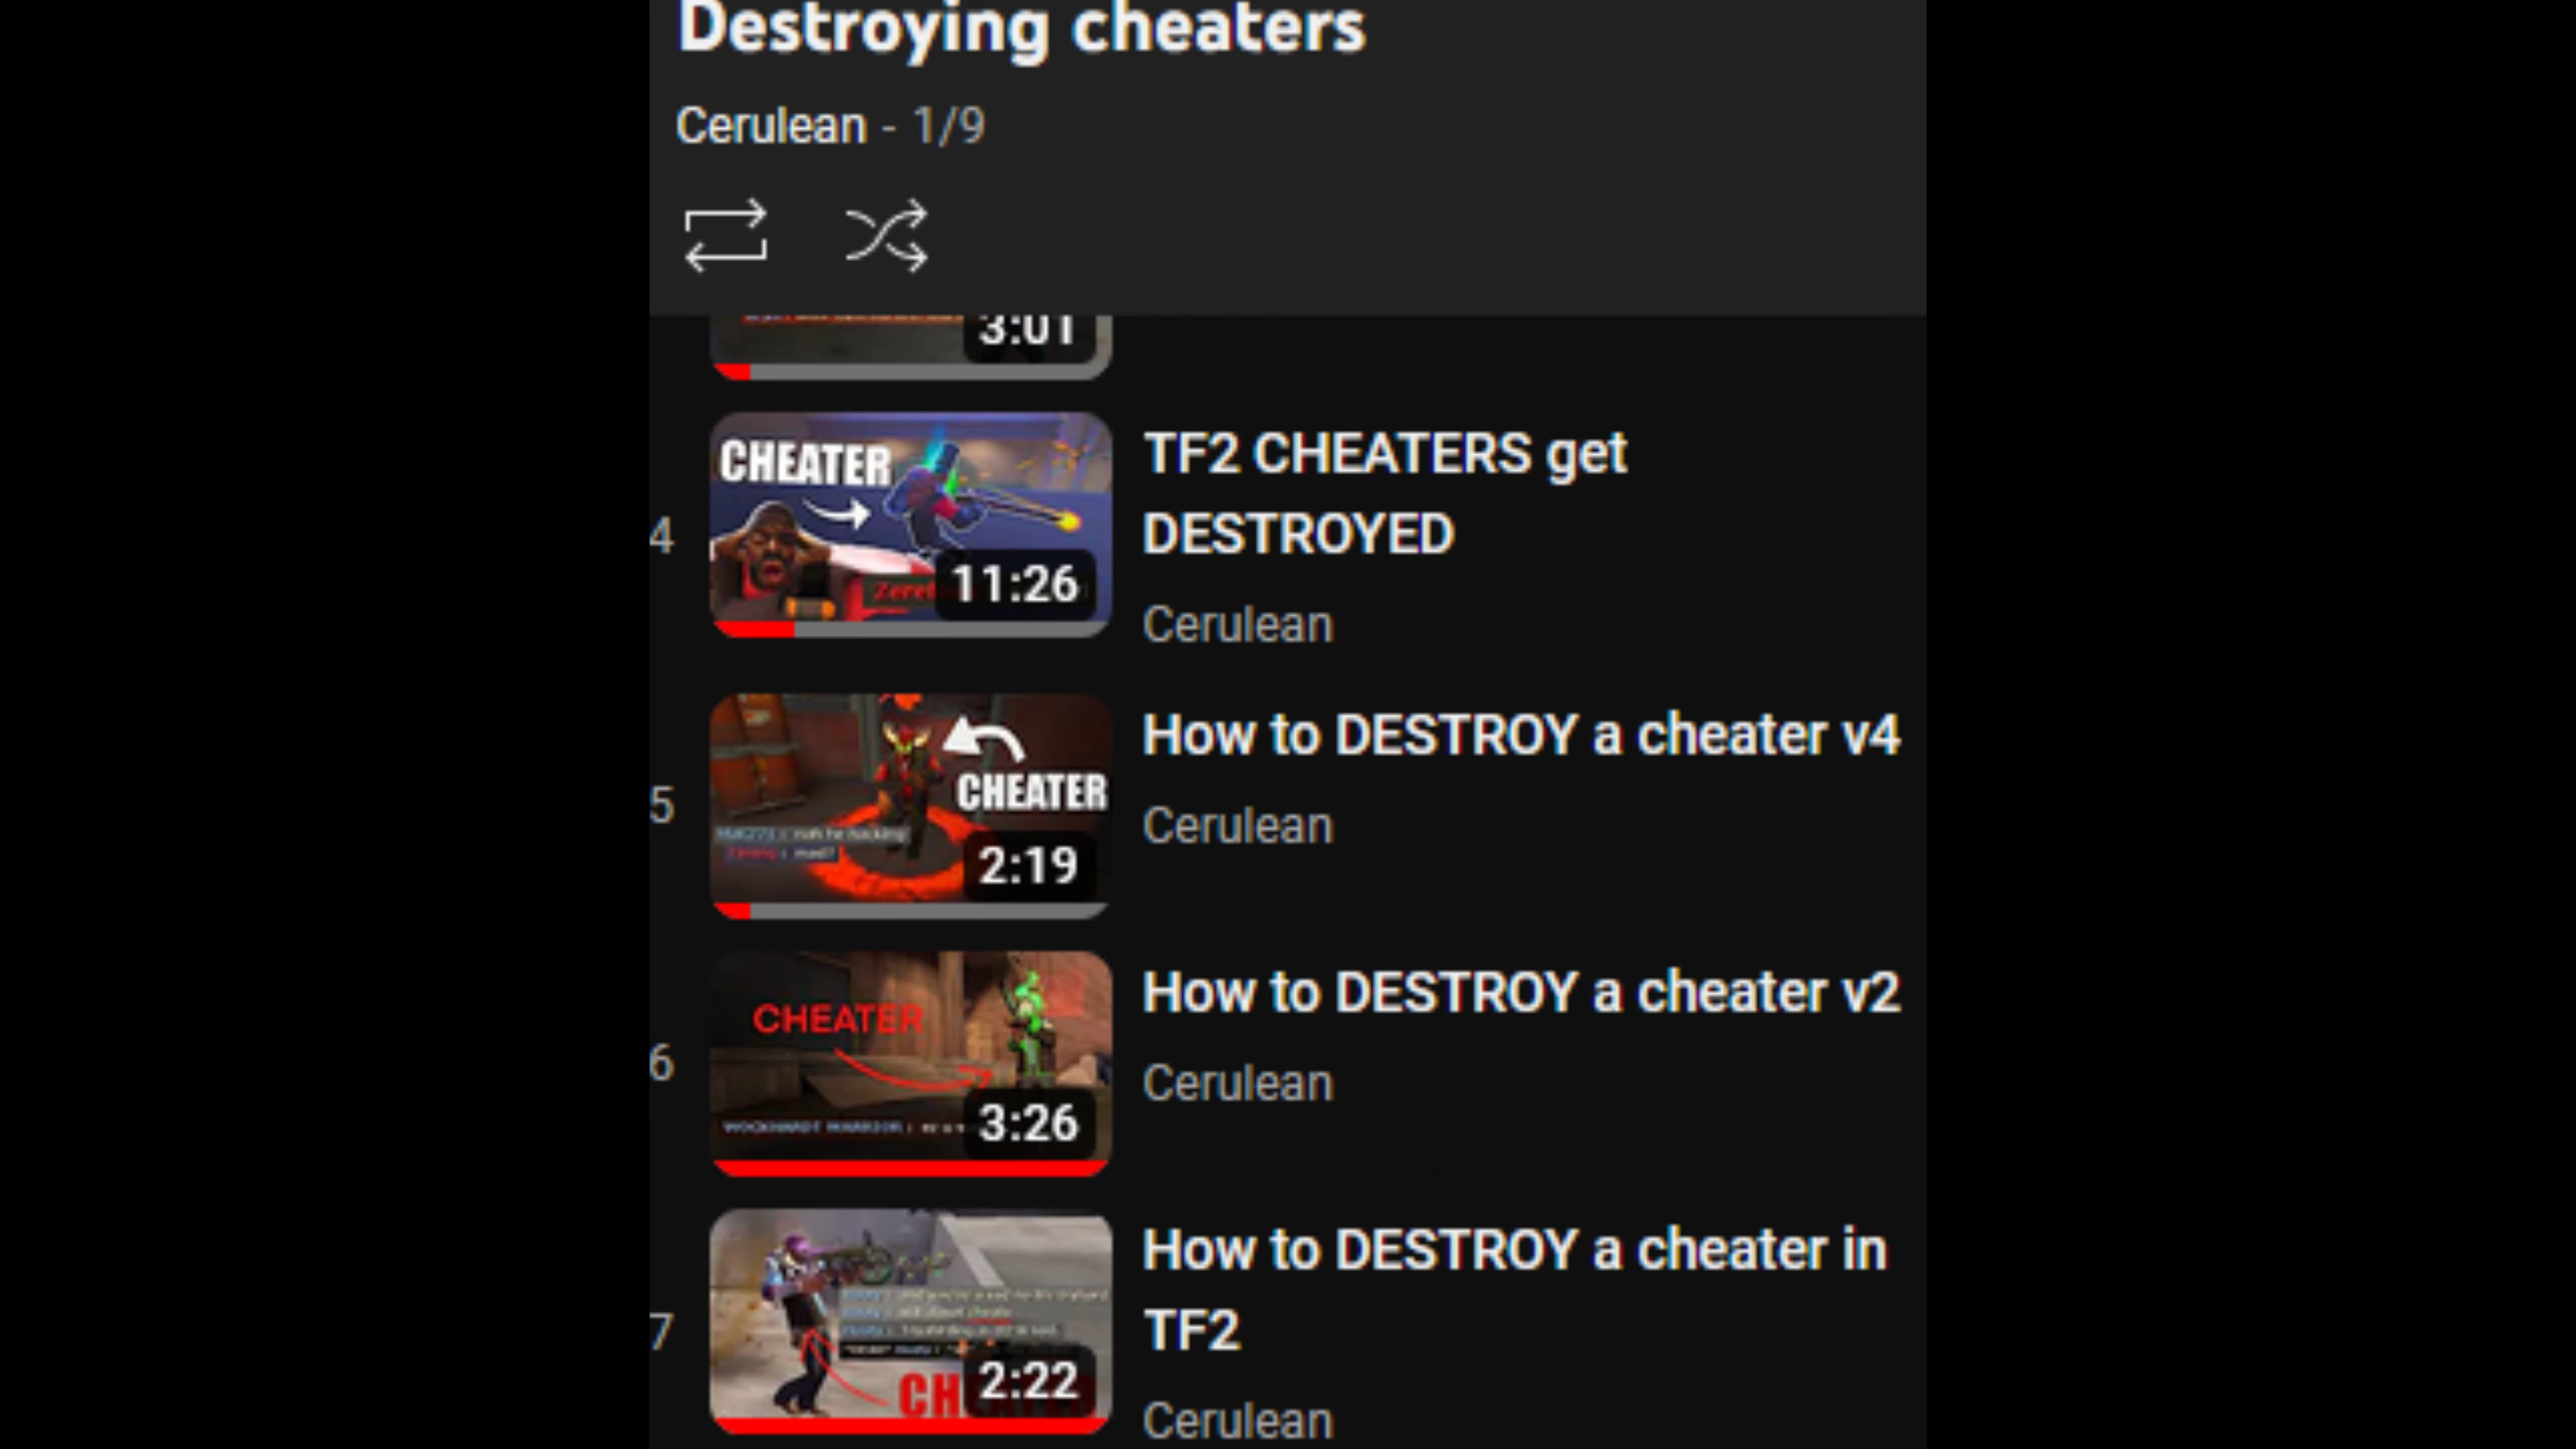 Destroying cheaters
Cerulean - 1/9
3:01
4
CHEATER
11:26
TF2 CHEATERS get
DESTROYED
Cerulean
5
CHEATER
2:19
How to DESTROY a cheater v4
Cerulean
6
CHEATER
3:26
How to DESTROY a cheater v2
Cerulean
7
2:22
How to DESTROY a cheater in
TF2
Cerulean